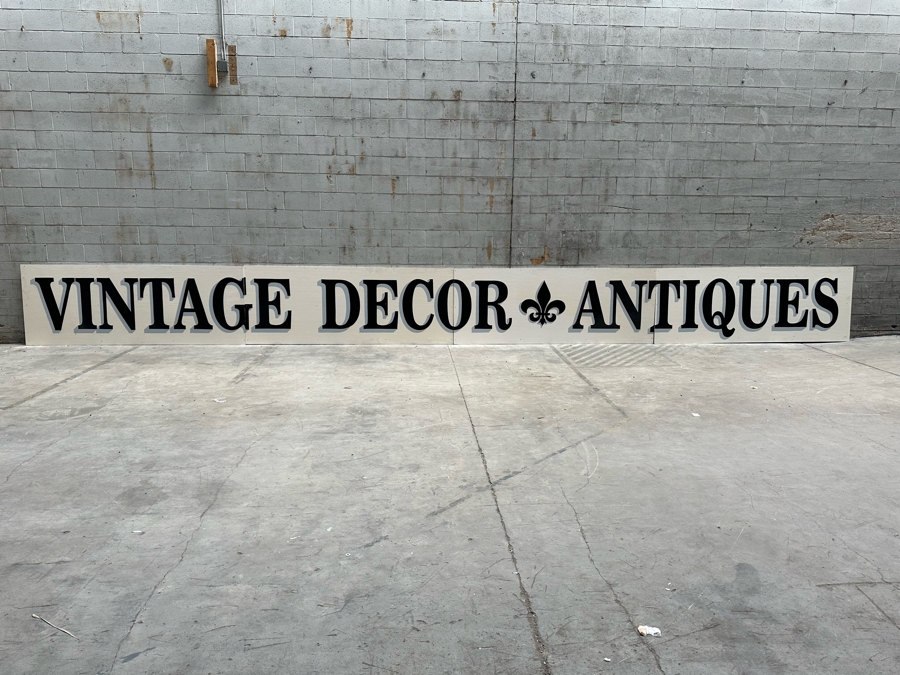 VINTAGE DECOR ⚜ ANTIQUES